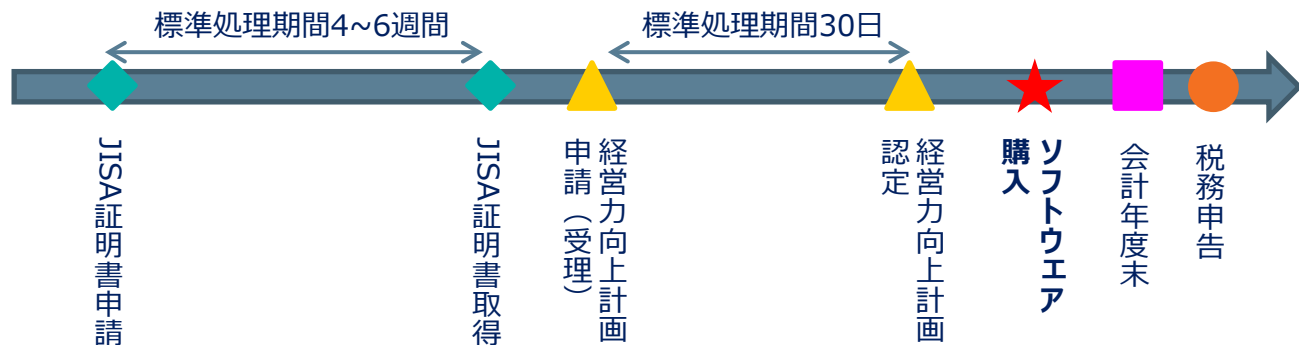 標準処理期間4~6週間
標準処理期間30日
JISA証明書申請
JISA証明書取得
経営力向上計画
申請（受理）
経営力向上計画
認定
ソフトウエア
購入
会計年度末
税務申告